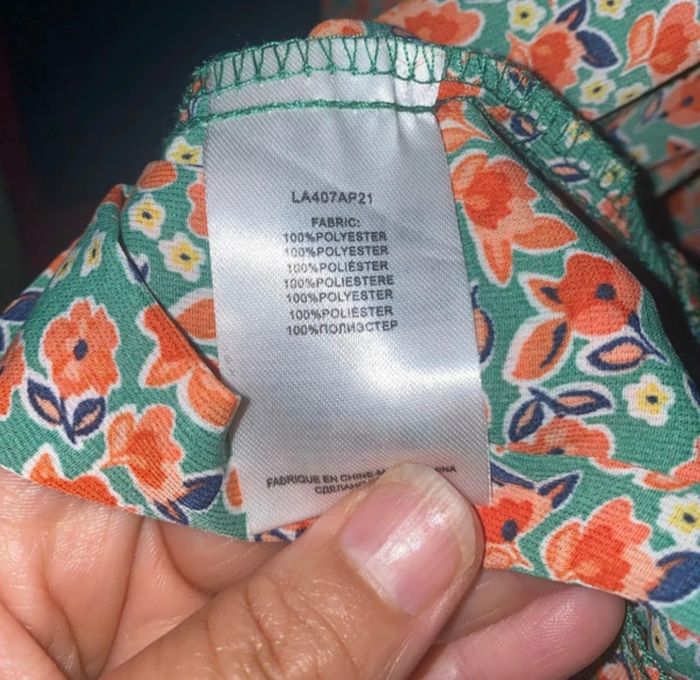 LA407AP21
FABRIC:
100%POLYESTER
100%POLYESTER
100%POLIÉSTER
100%POLIESTERE
100%POLYESTER
100%POLIÉSTER
100%ПОЛИЭСТЕР
FABRIQUE EN CHINE-
СДЕЛАНО